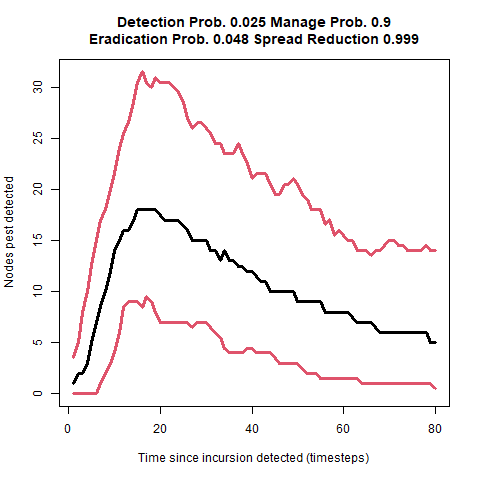 Detection Prob. 0.025 Manage Prob. 0.9
Eradication Prob. 0.048 Spread Reduction 0.999
Nodes pest detected
30
25
20
15
10
5
0
0 20 40 60 80
Time since incursion detected (timesteps)